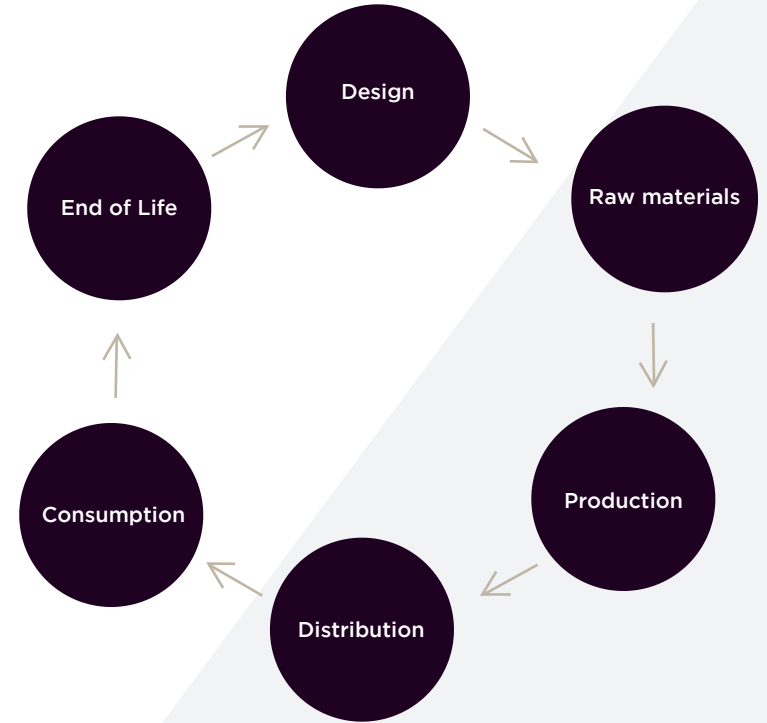 Design
Raw materials
Production
Distribution
Consumption
End of Life